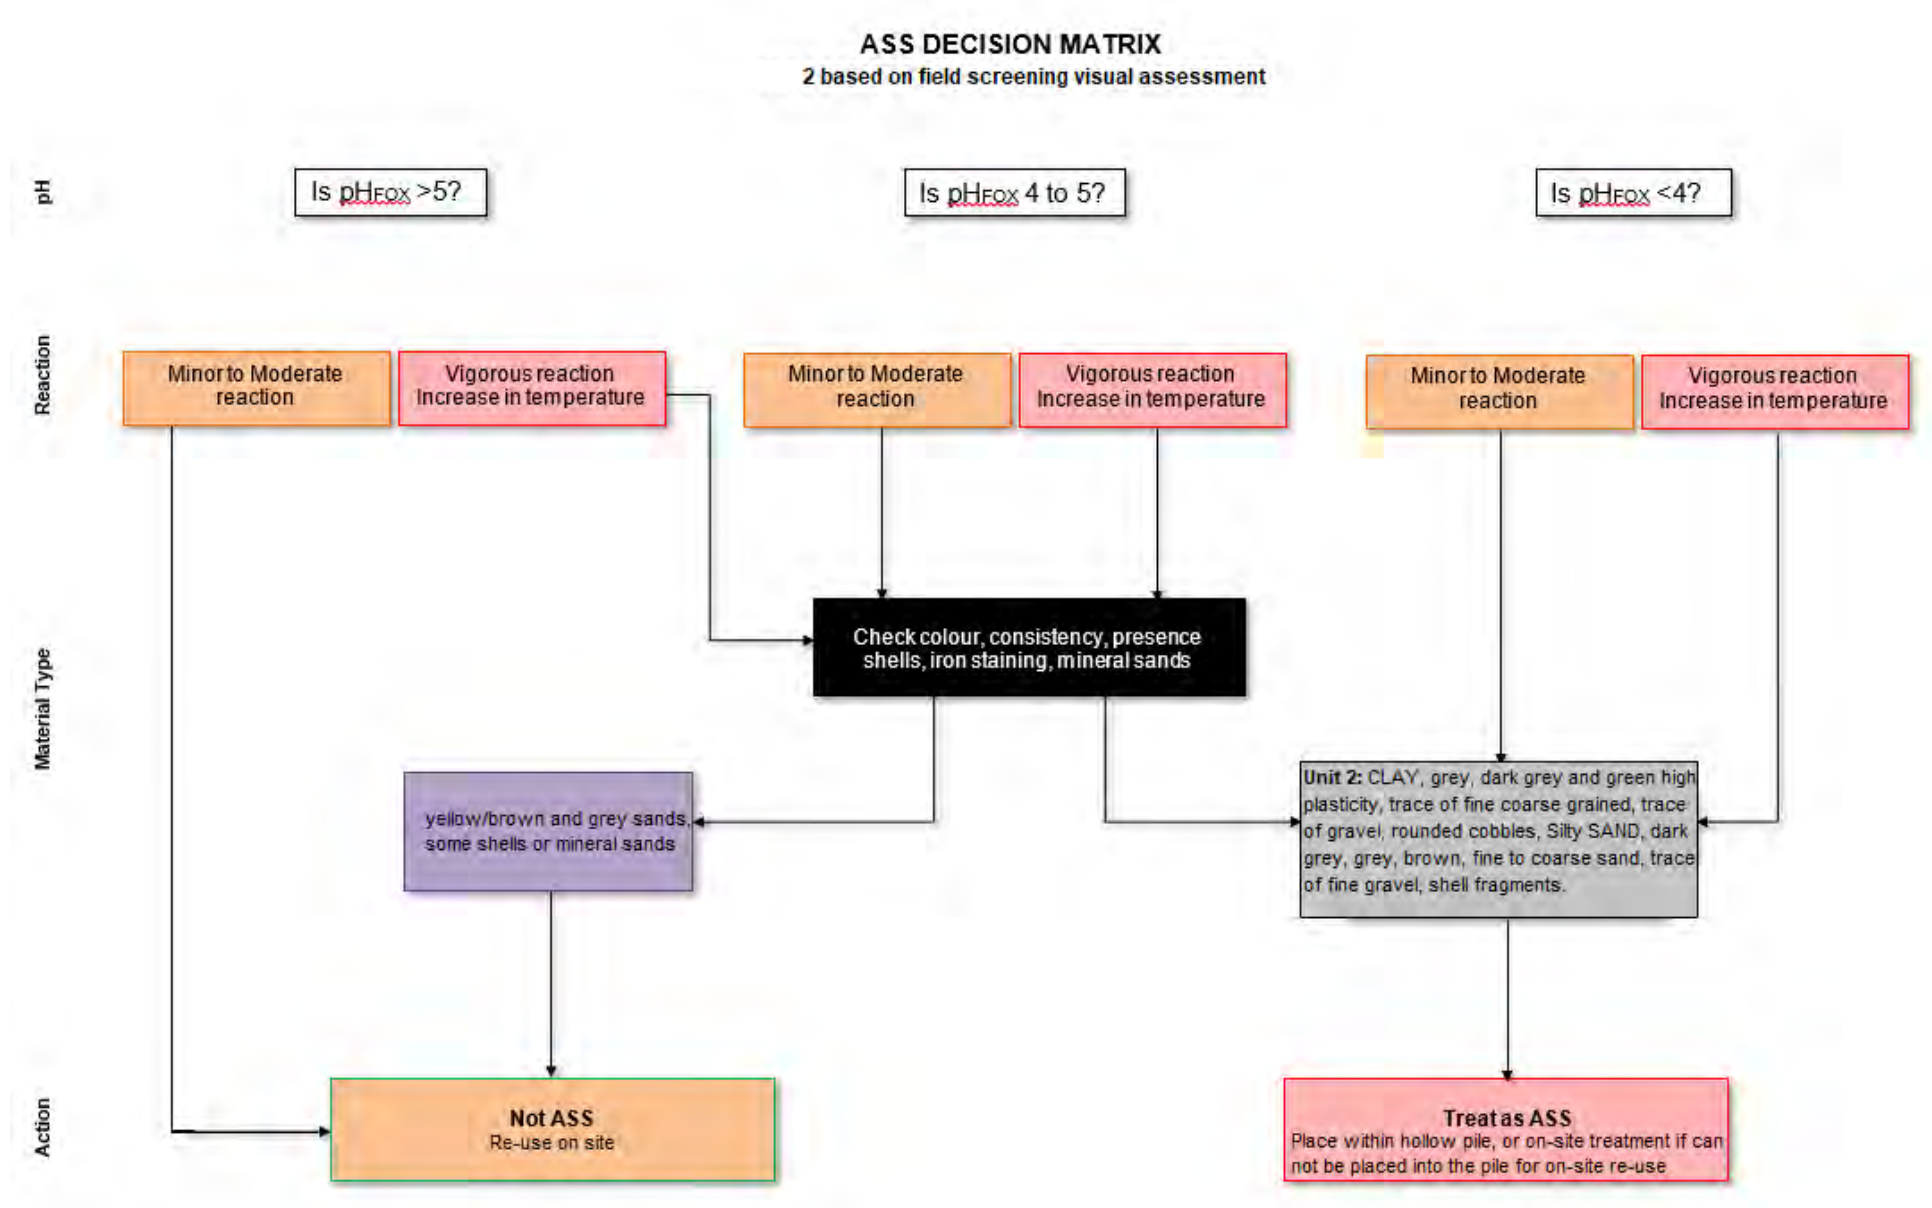 ASS DECISION MATRIX
2 based on field screening visual assessment
pH
Is pHFOX >5?
Is pHFOX 4 to 5?
Is pHFOX <4?
Reaction
Minor to Moderate
reaction
Vigorous reaction
Increase in temperature
Minor to Moderate
reaction
Vigorous reaction
Increase in temperature
Minor to Moderate
reaction
Vigorous reaction
Increase in temperature
Material Type
Check colour, consistency, presence
shells, iron staining, mineral sands
yellow/brown and grey sands,
some shells or mineral sands
Unit 2: CLAY, grey, dark grey and green high
plasticity, trace of fine coarse grained, trace
of gravel, rounded cobbles, Silty SAND, dark
grey, grey, brown, fine to coarse sand, trace
of fine gravel, shell fragments.
Action
Not ASS
Re-use on site
Treat as ASS
Place within hollow pile, or on-site treatment if can
not be placed into the pile for on-site re-use